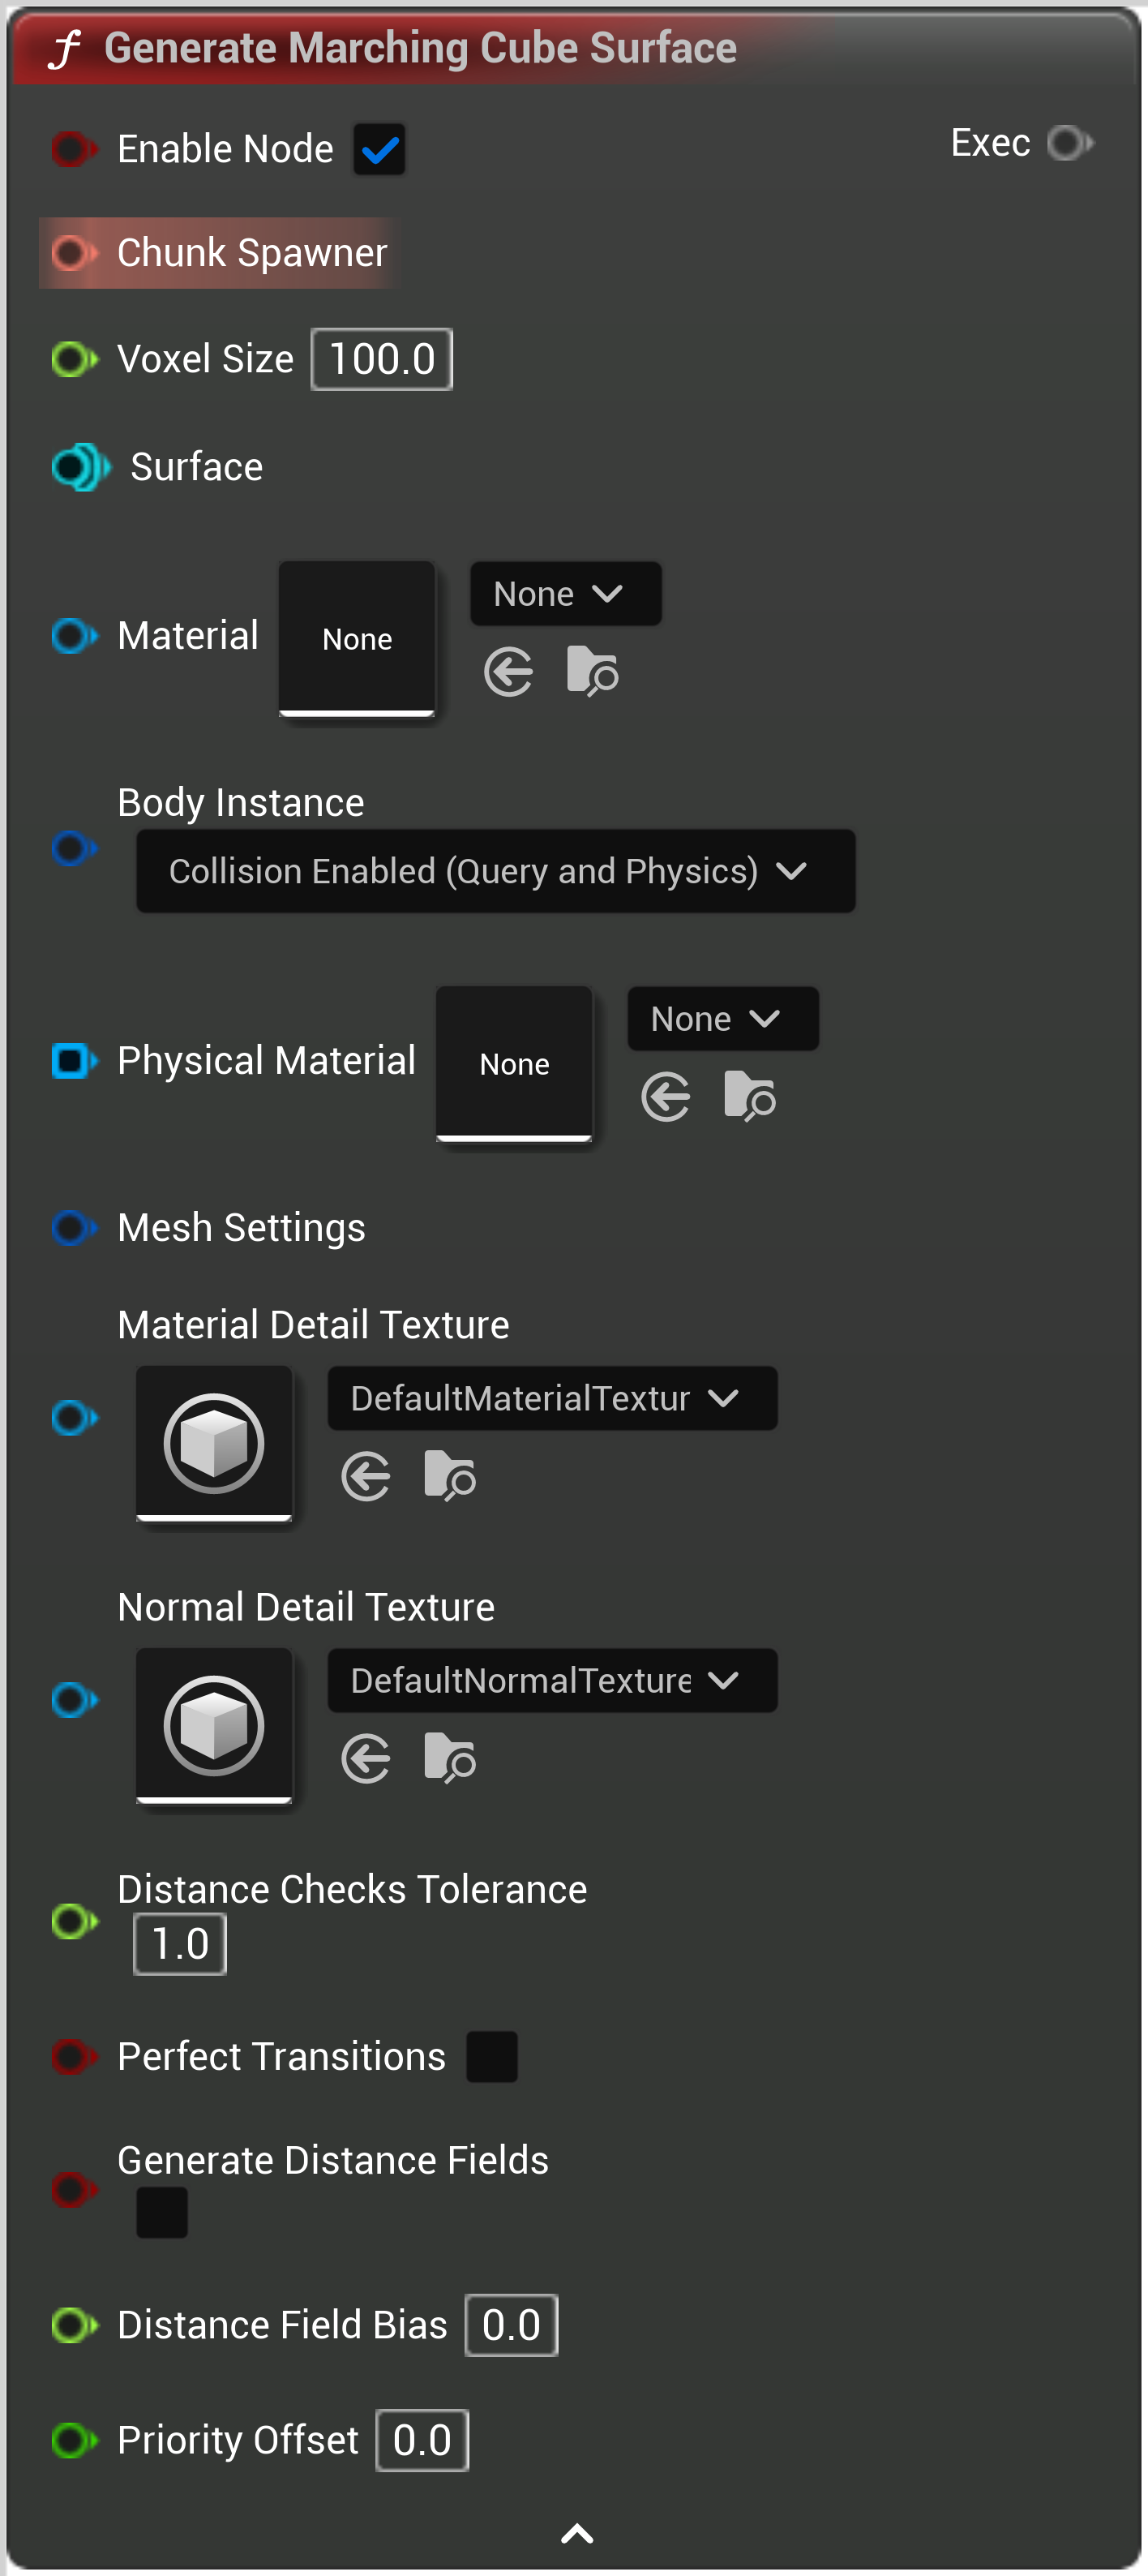 f Generate Marching Cube Surface
Enable Node
Exec
Chunk Spawner
Voxel Size 100.0
Surface
Material None None
Body Instance
Collision Enabled (Query and Physics)
Physical Material None None
Mesh Settings
Material Detail Texture
DefaultMaterialTextur
Normal Detail Texture
DefaultNormalTexture
Distance Checks Tolerance
1.0
Perfect Transitions
Generate Distance Fields
Distance Field Bias 0.0
Priority Offset 0.0